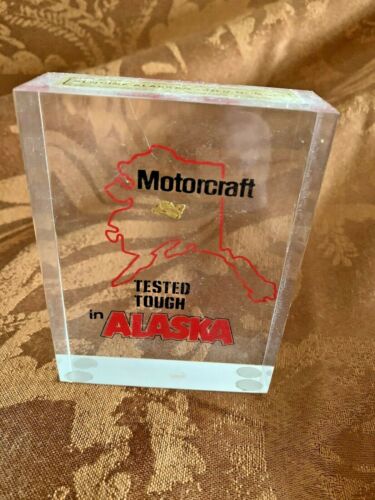 Motorcraft
TESTED
TOUGH
in ALASKA